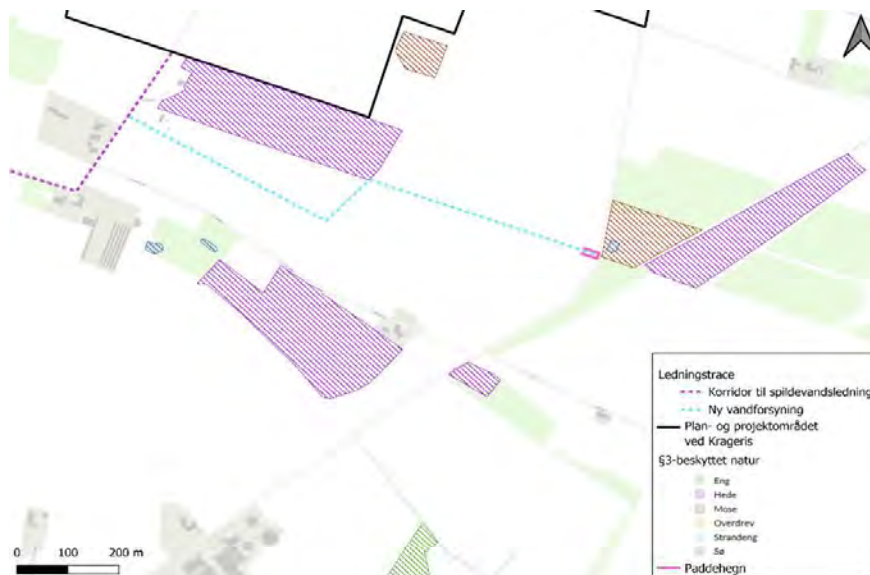 Ledningstrace
Korridor til spildevandsledning
Ny vandforsyning
Plan- og projektområdet
ved Krageris
§3-beskyttet natur
Eng
Hede
Mose
Overdrev
Strandeng
Sø
Paddehegn
0 100 200 m